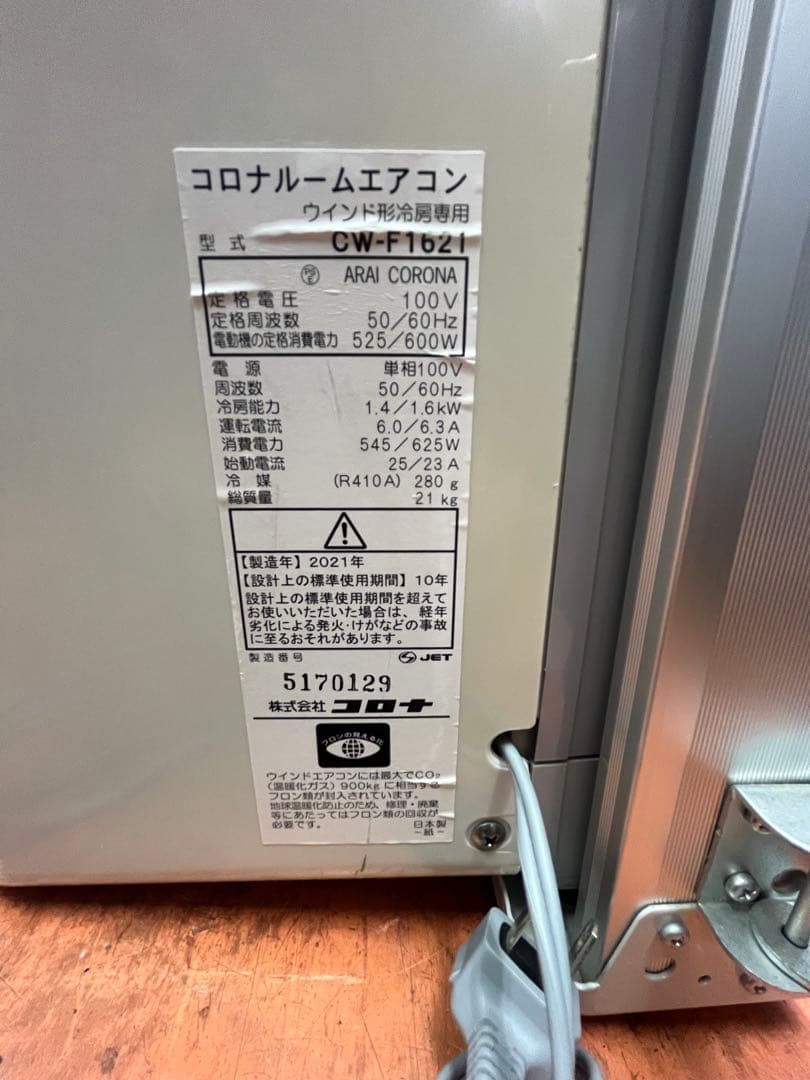 コロナルームエアコン
ウインド形冷房専用
型式 CW-F1621
PSE ARAI CORONA
定格電圧 100V
定格周波数 50/60Hz
電動機の定格消費電力 525/600W
電源 単相100V
周波数 50/60Hz
冷房能力 1.4/1.6kW
運転電流 6.0/6.3A
消費電力 545/625W
始動電流 25/23A
冷媒 (R410A) 280g
総質量 21kg
【製造年】2021年
【設計上の標準使用期間】10年
設計上の標準使用期間を超えて
お使いいただいた場合は、経年
劣化による発火・けがなどの事故
に至るおそれがあります。
製造番号 JET
5170129
株式会社 コロナ
フロンの見える化
ウインドエアコンには最大でCO₂
(温暖化ガス)900kgに相当する
フロン類が封入されています。
地球温暖化防止のため、修理・廃棄
等にあたってはフロン類の回収が
必要です。 日本製
-紙-